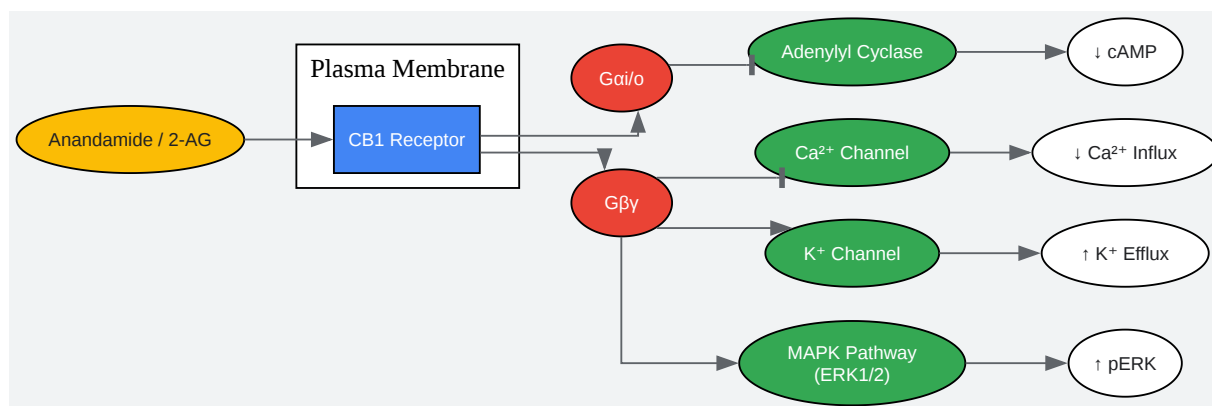 Plasma Membrane
Anandamide / 2-AG
CB1 Receptor
Gαi/o
Gβγ
Adenylyl Cyclase
↓ cAMP
Ca²⁺ Channel
↓ Ca²⁺ Influx
K⁺ Channel
↑ K⁺ Efflux
MAPK Pathway
(ERK1/2)
↑ pERK